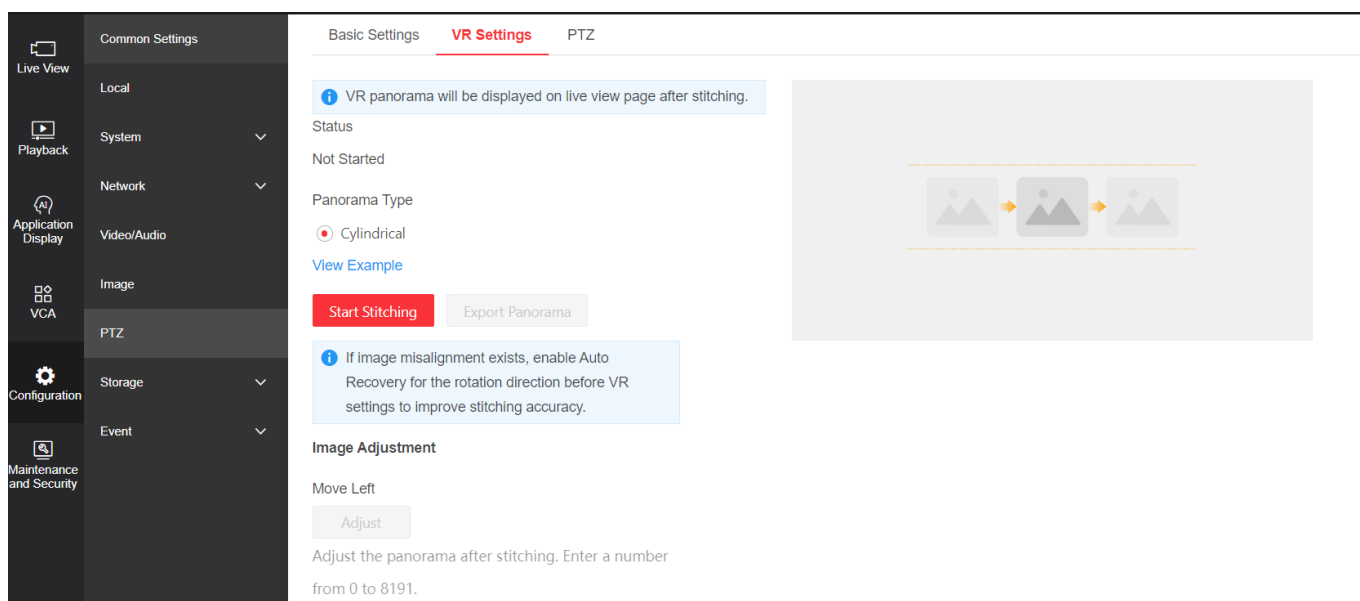 Live View
Playback
AI
Application
Display
VCA
Configuration
Maintenance
and Security
Common Settings
Local
System
Network
Video/Audio
Image
PTZ
Storage
Event
Basic Settings VR Settings PTZ
VR panorama will be displayed on live view page after stitching.
Status
Not Started
Panorama Type
Cylindrical
View Example
Start Stitching Export Panorama
If image misalignment exists, enable Auto
Recovery for the rotation direction before VR
settings to improve stitching accuracy.
Image Adjustment
Move Left
Adjust
Adjust the panorama after stitching. Enter a number
from 0 to 8191.